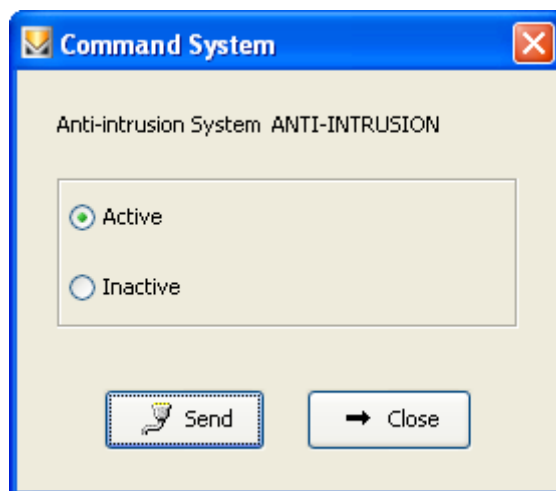 Command System
Anti-intrusion System ANTI-INTRUSION
Active
Inactive
Send
Close